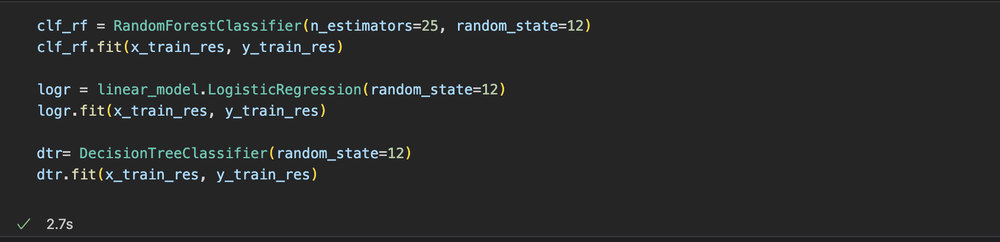 clf_rf = RandomForestClassifier(n_estimators=25, random_state=12)
clf_rf.fit(x_train_res, y_train_res)
logr = linear_model.LogisticRegression(random_state=12)
logr.fit(x_train_res, y_train_res)
dtr= DecisionTreeClassifier(random_state=12)
dtr.fit(x_train_res, y_train_res)
2.7s